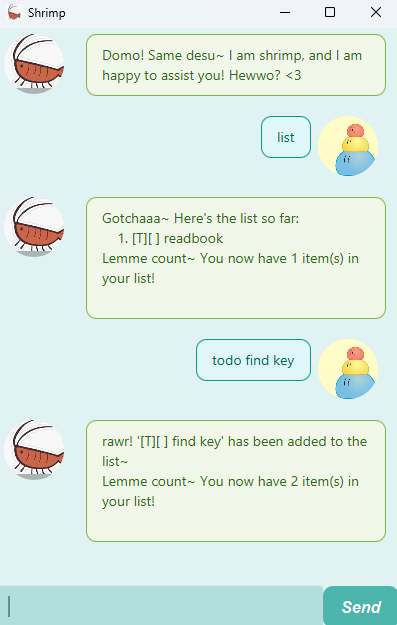 Shrimp
Domo! Same desu~ I am shrimp, and I am
happy to assist you! Hewwo? <3
list
Gotchaaa~ Here's the list so far:
1. [T][ ] readbook
Lemme count~ You now have 1 item(s) in
your list!
todo find key
rawr! '[T][ ] find key' has been added to the
list~
Lemme count~ You now have 2 item(s) in
your list!
Send